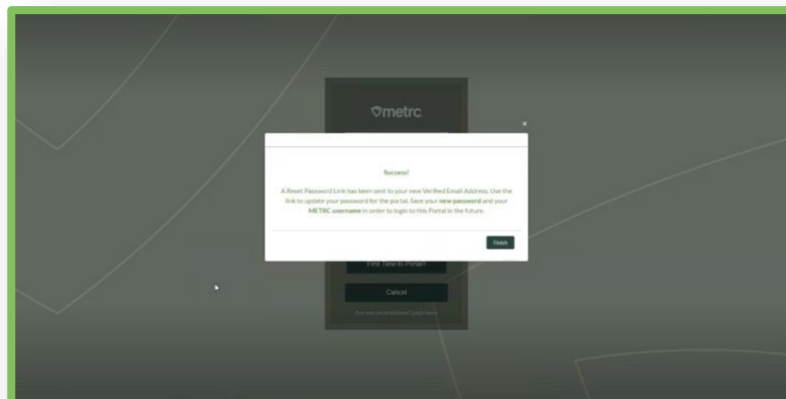 metrc
×
Success!
A Reset Password Link has been sent to your new Verified Email Address. Use the
link to update your password for the portal. Save your new password and your
METRC username in order to login to this Portal in the future.
Finish
First Time to Portal?
Cancel